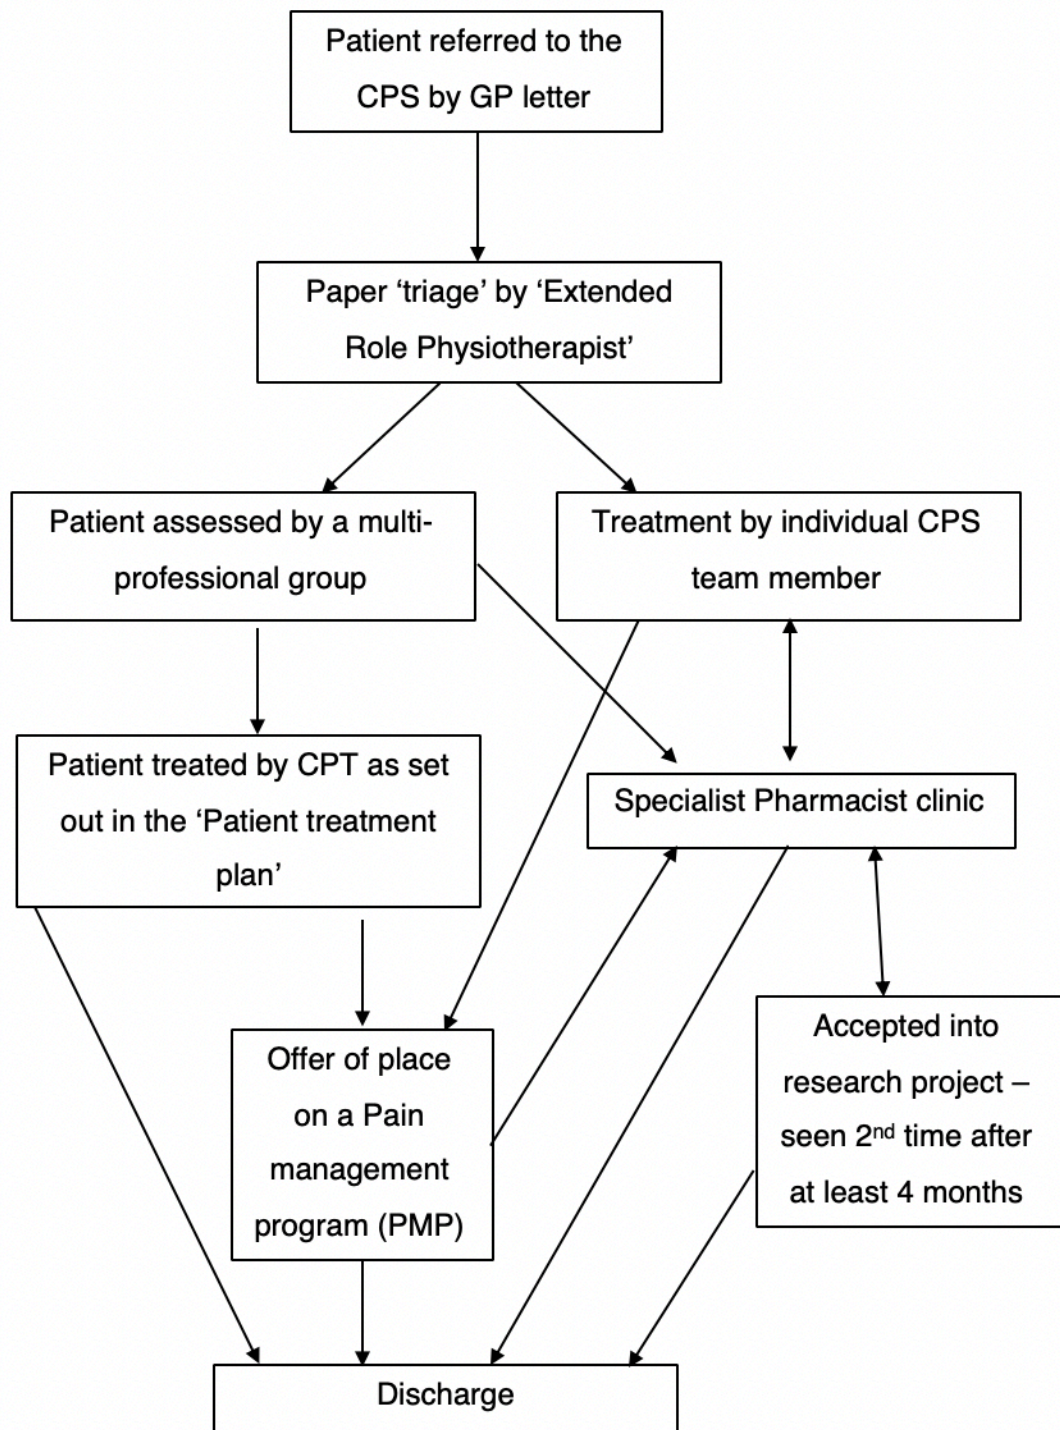 Patient referred to the
CPS by GP letter
Paper ‘triage’ by ‘Extended
Role Physiotherapist’
Patient assessed by a multi-
professional group
Treatment by individual CPS
team member
Patient treated by CPT as set
out in the ‘Patient treatment
plan’
Specialist Pharmacist clinic
Offer of place
on a Pain
management
program (PMP)
Accepted into
research project –
seen 2nd time after
at least 4 months
Discharge